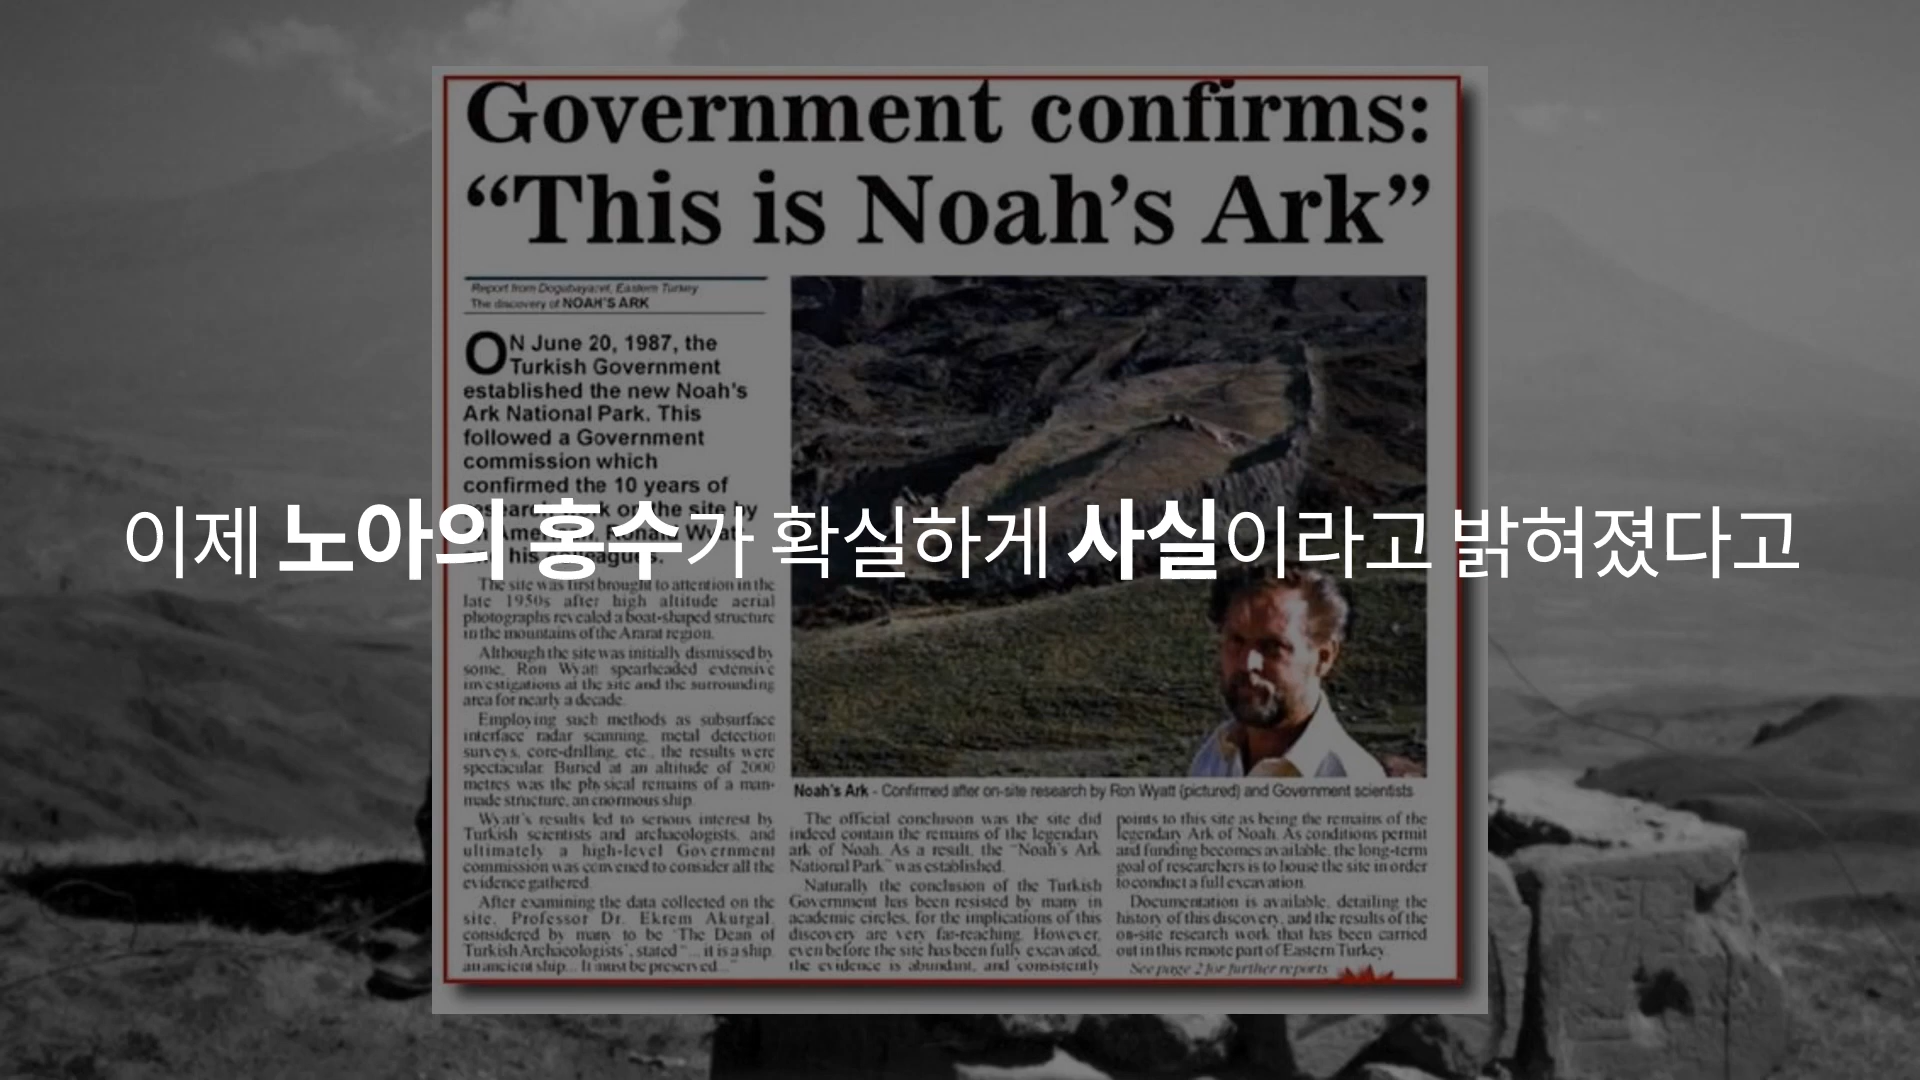 Government confirms:
“This is Noah’s Ark”
Report from Dogubayazet, Eastern Turkey
The discovery of NOAH'S ARK
ON June 20, 1987, the
Turkish Government
established the new Noah's
Ark National Park. This
followed a Government
commission which
confirmed the 10 years of
on the site by
his colleagues.
이제 노아의 홍수가 확실하게 사실이라고 밝혀졌다고
The site was first brought to attention in the
late 1950s after high altitude aerial
photographs revealed a boat-shaped structure
in the mountains of the Ararat region.
Although the site was initially dismissed by
some, Ron Wyatt spearheaded extensive
investigations at the site and the surrounding
area for nearly a decade.
Employing such methods as subsurface
interface radar scanning, metal detection
surveys, core-drilling, etc., the results were
spectacular. Buried at an altitude of 2000
metres was the physical remains of a man-
made structure, an enormous ship.
Wyatt's results led to serious interest by
Turkish scientists and archaeologists, and
ultimately a high-level Government
commission was convened to consider all the
evidence gathered.
After examining the data collected on the
site, Professor Dr. Ekrem Akurgal,
considered by many to be 'The Dean of
Turkish Archaeologists', stated "... it is a ship,
an ancient ship... It must be preserved..."
Noah's Ark - Confirmed after on-site research by Ron Wyatt (pictured) and Government scientists
The official conclusion was the site did
indeed contain the remains of the legendary
ark of Noah. As a result, the "Noah's Ark
National Park" was established.
Naturally the conclusion of the Turkish
Government has been resisted by many in
academic circles, for the implications of this
discovery are very far-reaching. However,
even before the site has been fully excavated,
the evidence is abundant, and consistently
points to this site as being the remains of the
legendary Ark of Noah. As conditions permit
and funding becomes available, the long-term
goal of researchers is to house the site in order
to conduct a full excavation.
Documentation is available, detailing the
history of this discovery, and the results of the
on-site research work that has been carried
out in this remote part of Eastern Turkey.
See page 2 for further reports